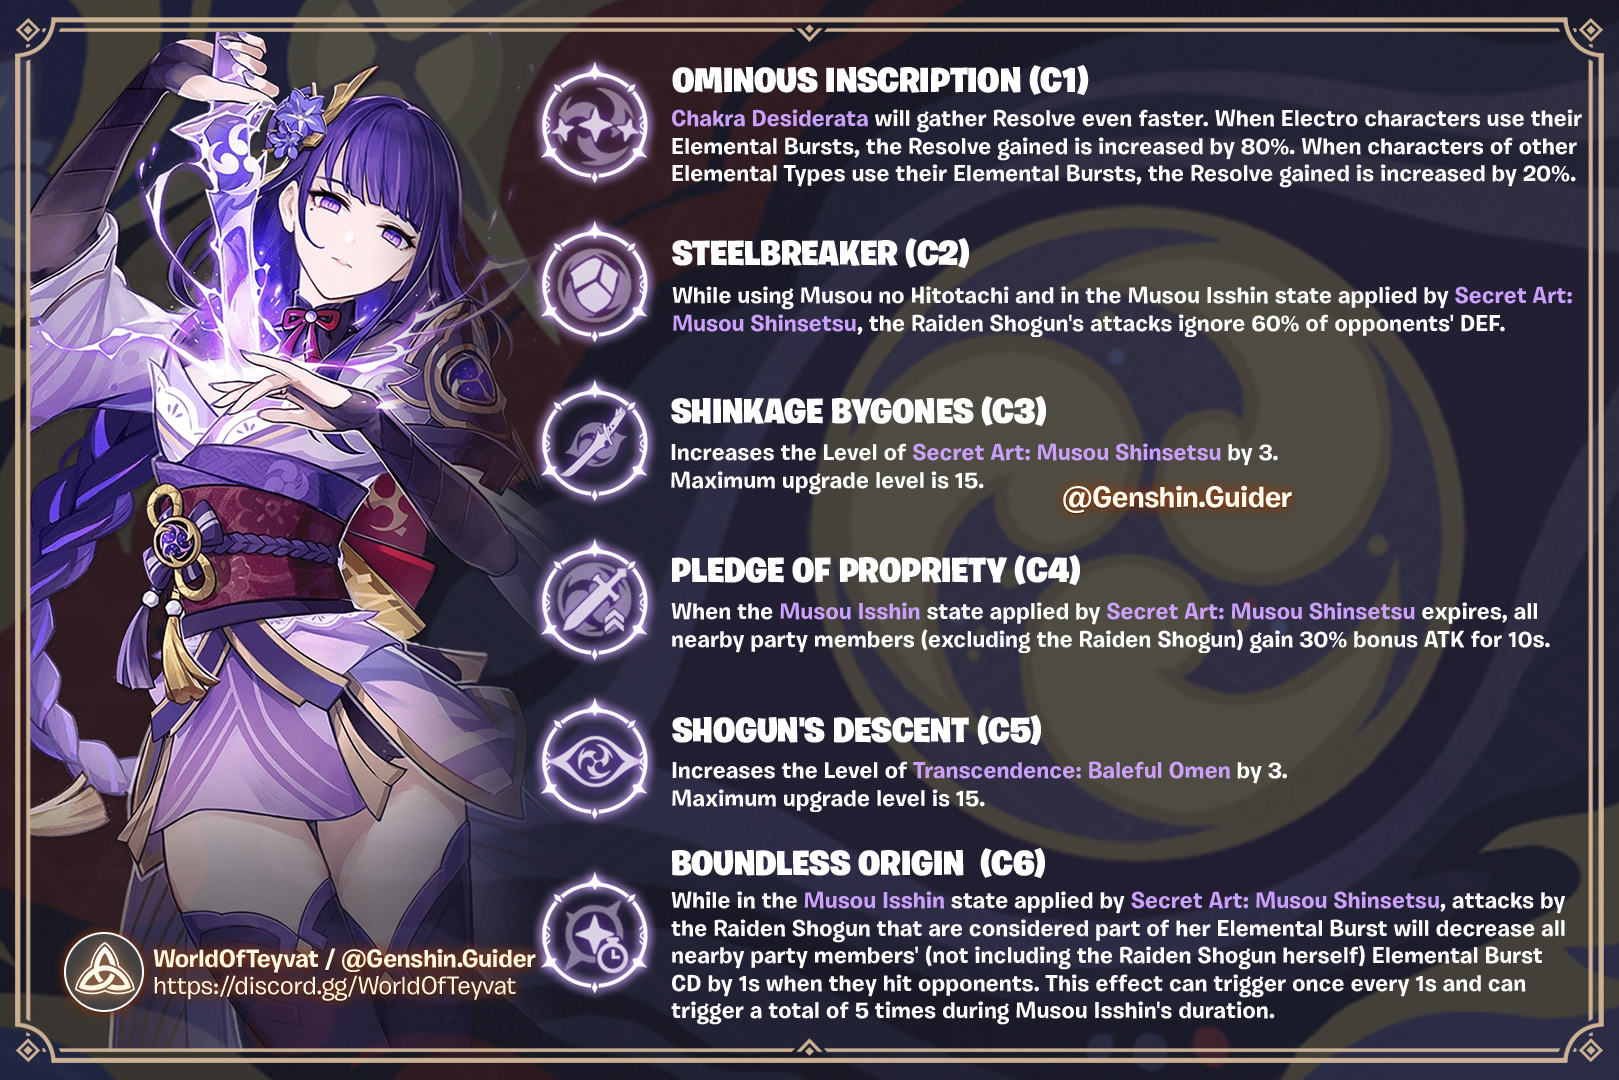 OMINOUS INSCRIPTION (C1)
Chakra Desiderata will gather Resolve even faster. When Electro characters use their
Elemental Bursts, the Resolve gained is increased by 80%. When characters of other
Elemental Types use their Elemental Bursts, the Resolve gained is increased by 20%.
STEELBREAKER (C2)
While using Musou no Hitotachi and in the Musou Isshin state applied by Secret Art:
Musou Shinsetsu, the Raiden Shogun's attacks ignore 60% of opponents' DEF.
SHINKAGE BYGONES (C3)
Increases the Level of Secret Art: Musou Shinsetsu by 3.
Maximum upgrade level is 15.
@Genshin.Guider
PLEDGE OF PROPRIETY (C4)
When the Musou Isshin state applied by Secret Art: Musou Shinsetsu expires, all
nearby party members (excluding the Raiden Shogun) gain 30% bonus ATK for 10s.
SHOGUN'S DESCENT (C5)
Increases the Level of Transcendence: Baleful Omen by 3.
Maximum upgrade level is 15.
BOUNDLESS ORIGIN (C6)
While in the Musou Isshin state applied by Secret Art: Musou Shinsetsu, attacks by
the Raiden Shogun that are considered part of her Elemental Burst will decrease all
nearby party members' (not including the Raiden Shogun herself) Elemental Burst
CD by 1s when they hit opponents. This effect can trigger once every 1s and can
trigger a total of 5 times during Musou Isshin's duration.
WorldOfTeyvat / @Genshin.Guider
https://discord.gg/WorldOfTeyvat